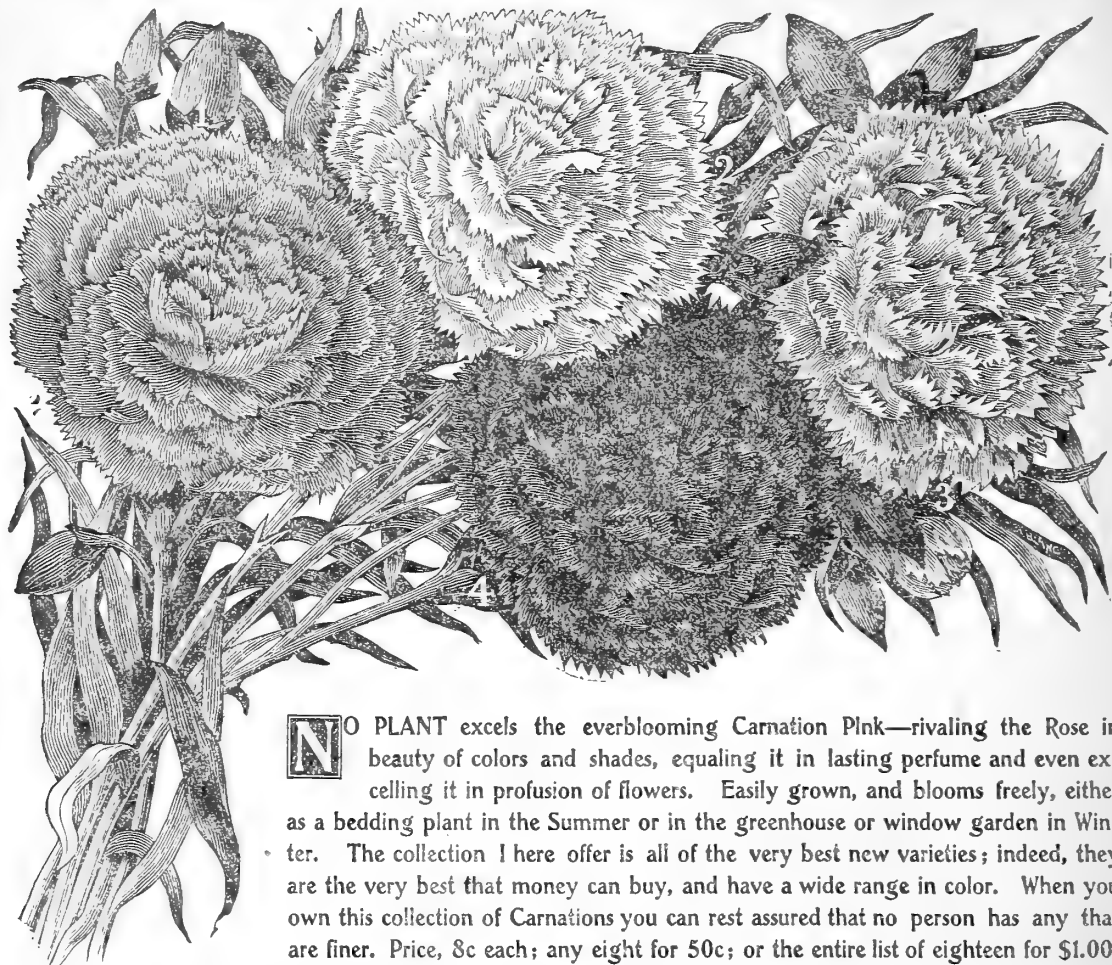 1
2
3
4
BLANC
NO PLANT excels the everblooming Carnation Pink—rivaling the Rose in
beauty of colors and shades, equaling it in lasting perfume and even ex
celling it in profusion of flowers. Easily grown, and blooms freely, eithe
as a bedding plant in the Summer or in the greenhouse or window garden in Win
ter. The collection I here offer is all of the very best new varieties; indeed, they
are the very best that money can buy, and have a wide range in color. When you
own this collection of Carnations you can rest assured that no person has any tha
are finer. Price, 8c each; any eight for 50c; or the entire list of eighteen for $1.00